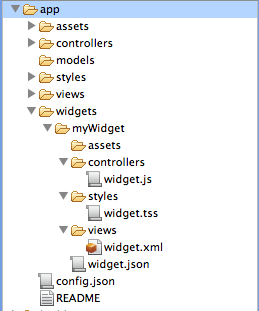 app
assets
controllers
models
styles
views
widgets
myWidget
assets
controllers
widget.js
styles
widget.tss
views
widget.xml
widget.json
config.json
README